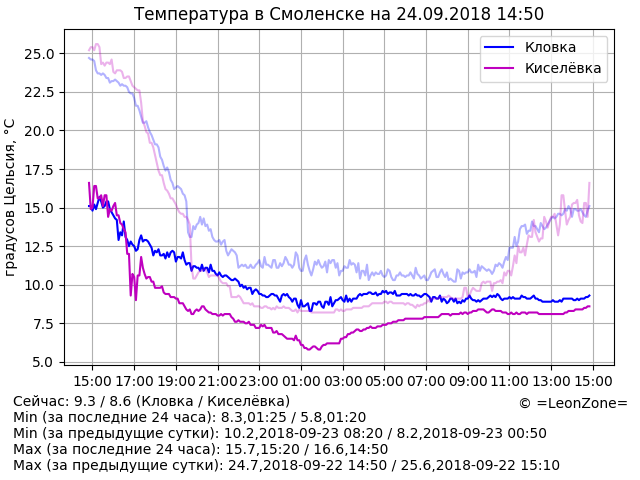 Температура в Смоленске на 24.09.2018 14:50
Кловка
Киселёвка
градусов Цельсия, °C
25.0
22.5
20.0
17.5
15.0
12.5
10.0
7.5
5.0
15:00 17:00 19:00 21:00 23:00 01:00 03:00 05:00 07:00 09:00 11:00 13:00 15:00
Сейчас: 9.3 / 8.6 (Кловка / Киселёвка)
© =LeonZone=
Min (за последние 24 часа): 8.3,01:25 / 5.8,01:20
Min (за предыдущие сутки): 10.2,2018-09-23 08:20 / 8.2,2018-09-23 00:50
Max (за последние 24 часа): 15.7,15:20 / 16.6,14:50
Max (за предыдущие сутки): 24.7,2018-09-22 14:50 / 25.6,2018-09-22 15:10